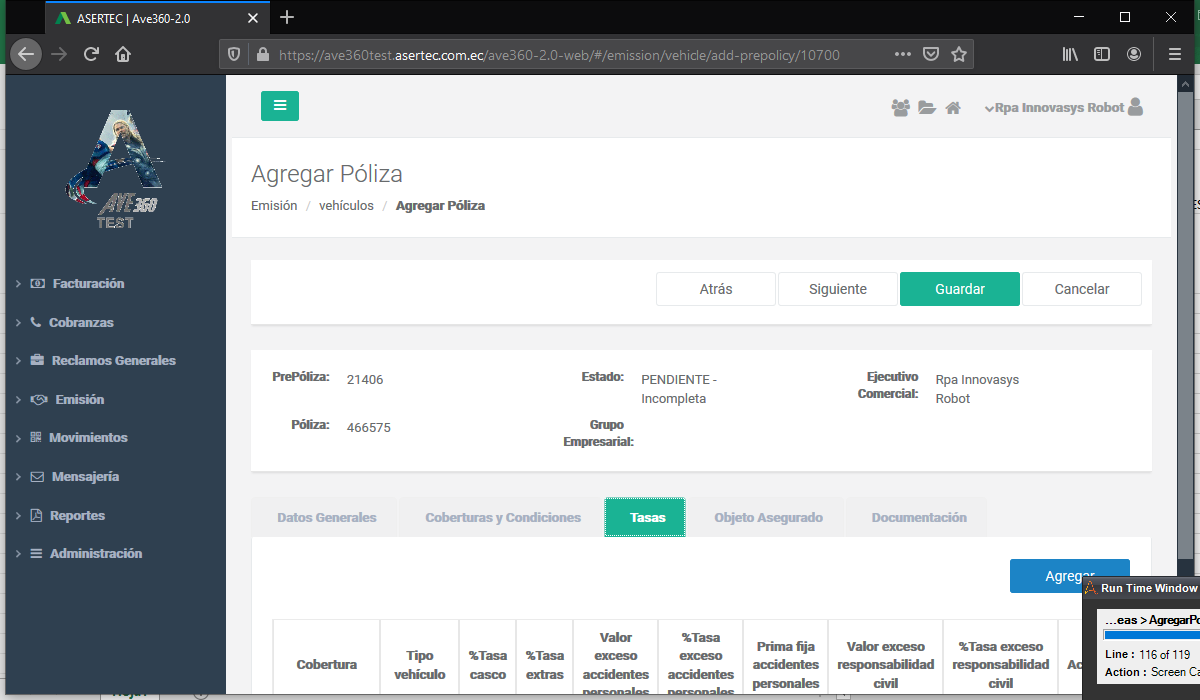 ASERTEC | Ave360-2.0
https://ave360test.asertec.com.ec/ave360-2.0-web/#/emission/vehicle/add-prepolicy/10700
AVE360
TEST
Rpa Innovasys Robot
Agregar Póliza
Emisión / vehículos / Agregar Póliza
Atrás Siguiente Guardar Cancelar
Facturación
Cobranzas
Reclamos Generales
Emisión
Movimientos
Mensajería
Reportes
Administración
PrePóliza: 21406
Estado: PENDIENTE -
Incompleta
Ejecutivo
Comercial:
Rpa Innovasys
Robot
Póliza: 466575
Grupo
Empresarial:
Datos Generales Coberturas y Condiciones Tasas Objeto Asegurado Documentación
Agregar
Cobertura
Tipo
vehículo
%Tasa
casco
%Tasa
extras
Valor
exceso
accidentes
personales
%Tasa
exceso
accidentes
personales
Prima fija
accidentes
personales
Valor exceso
responsabilidad
civil
%Tasa exceso
responsabilidad
civil
Run Time Window
...eas > AgregarPo
Line : 116 of 119
Action : Screen Ca